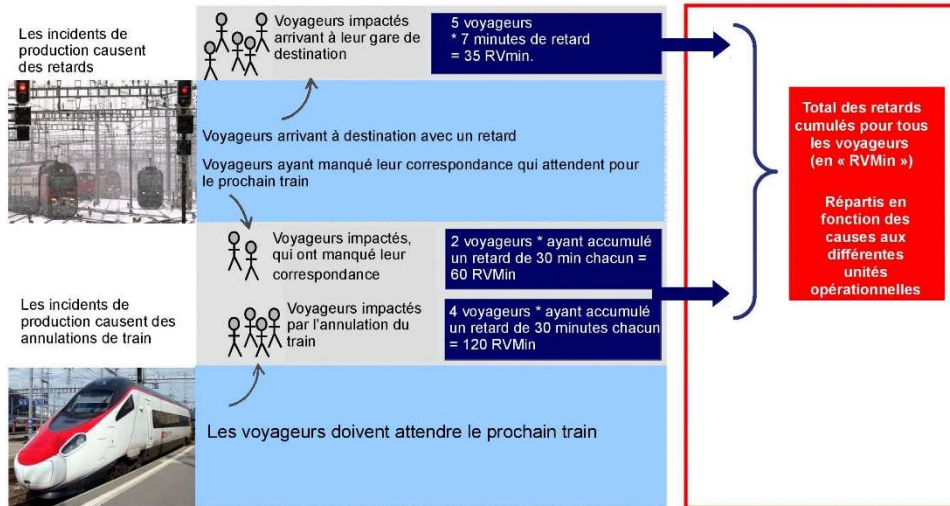 Les incidents de
production causent
des retards
Voyageurs impactés
arrivant à leur gare de
destination
5 voyageurs
* 7 minutes de retard
= 35 RVmin.
Voyageurs arrivant à destination avec un retard
Voyageurs ayant manqué leur correspondance qui attendent pour
le prochain train
Voyageurs impactés,
qui ont manqué leur
correspondance
2 voyageurs * ayant accumulé
un retard de 30 min chacun =
60 RVMin
Les incidents de
production causent des
annulations de train
Voyageurs impactés
par l'annulation du
train
4 voyageurs * ayant accumulé
un retard de 30 minutes chacun
= 120 RVMin
Les voyageurs doivent attendre le prochain train
Total des retards
cumulés pour tous
les voyageurs
(en « RVMin »)
Répartis en
fonction des
causes aux
différentes
unités
opérationnelles